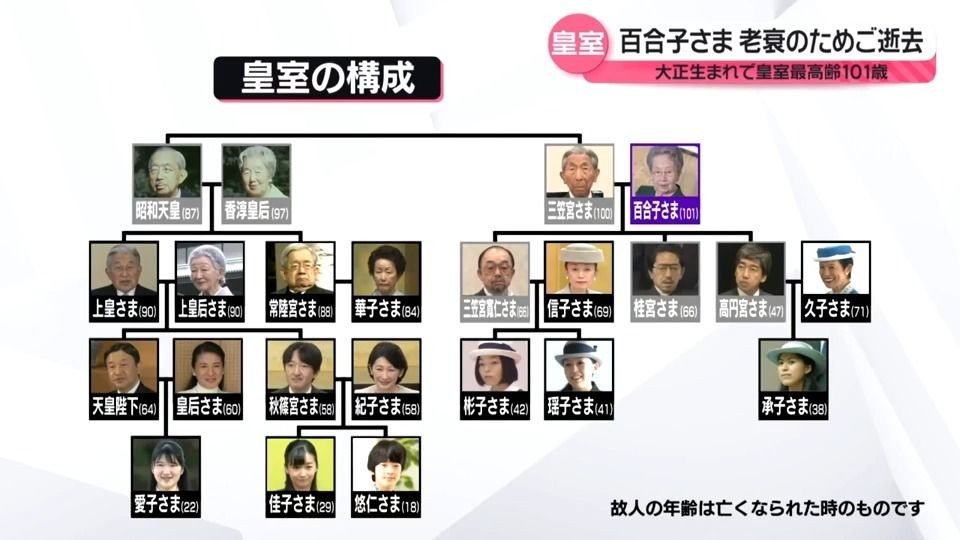 皇室
百合子さま 老衰のためご逝去
大正生まれで皇室最高齢101歳
皇室の構成
昭和天皇(87)
香淳皇后(97)
三笠宮さま(100)
百合子さま(101)
上皇さま(90)
上皇后さま(90)
常陸宮さま(88)
華子さま(84)
三笠宮寬仁さま(66)
信子さま(69)
桂宮さま(66)
高円宮さま(47)
久子さま(71)
天皇陛下(64)
皇后さま(60)
秋篠宮さま(58)
紀子さま(58)
彬子さま(42)
瑶子さま(41)
承子さま(38)
愛子さま(22)
佳子さま(29)
悠仁さま(18)
故人の年齢は亡くなられた時のものです